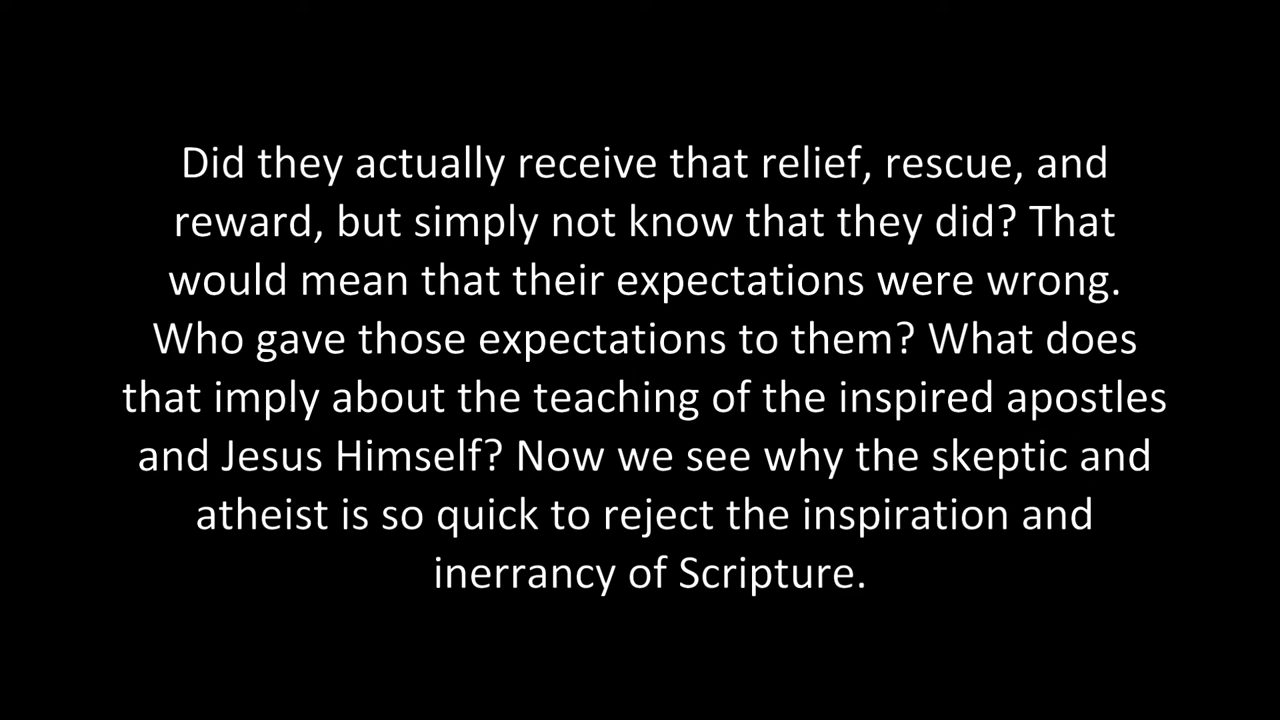 Did they actually receive that relief, rescue, and
reward, but simply not know that they did? That
would mean that their expectations were wrong.
Who gave those expectations to them? What does
that imply about the teaching of the inspired apostles
and Jesus Himself? Now we see why the skeptic and
atheist is so quick to reject the inspiration and
inerrancy of Scripture.